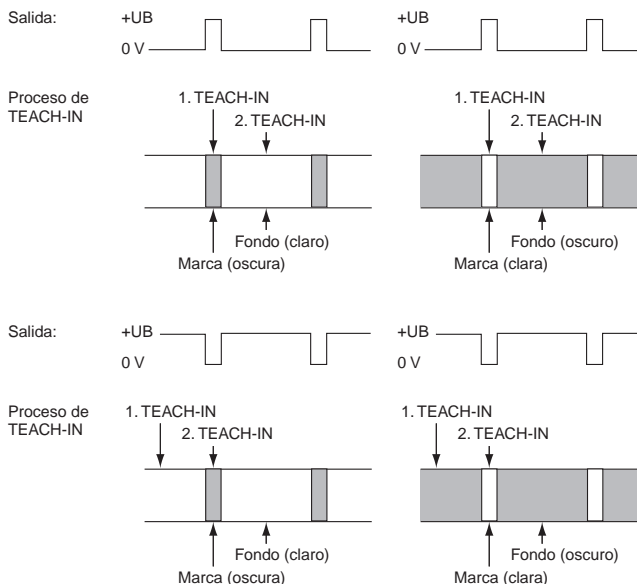 Salida: +UB +UB
0 V 0 V
Proceso de TEACH-IN
1. TEACH-IN 1. TEACH-IN
2. TEACH-IN 2. TEACH-IN
Fondo (claro) Fondo (oscuro)
Marca (oscura) Marca (clara)
Salida: +UB +UB
0 V 0 V
Proceso de TEACH-IN
1. TEACH-IN 1. TEACH-IN
2. TEACH-IN 2. TEACH-IN
Fondo (claro) Fondo (oscuro)
Marca (oscura) Marca (clara)